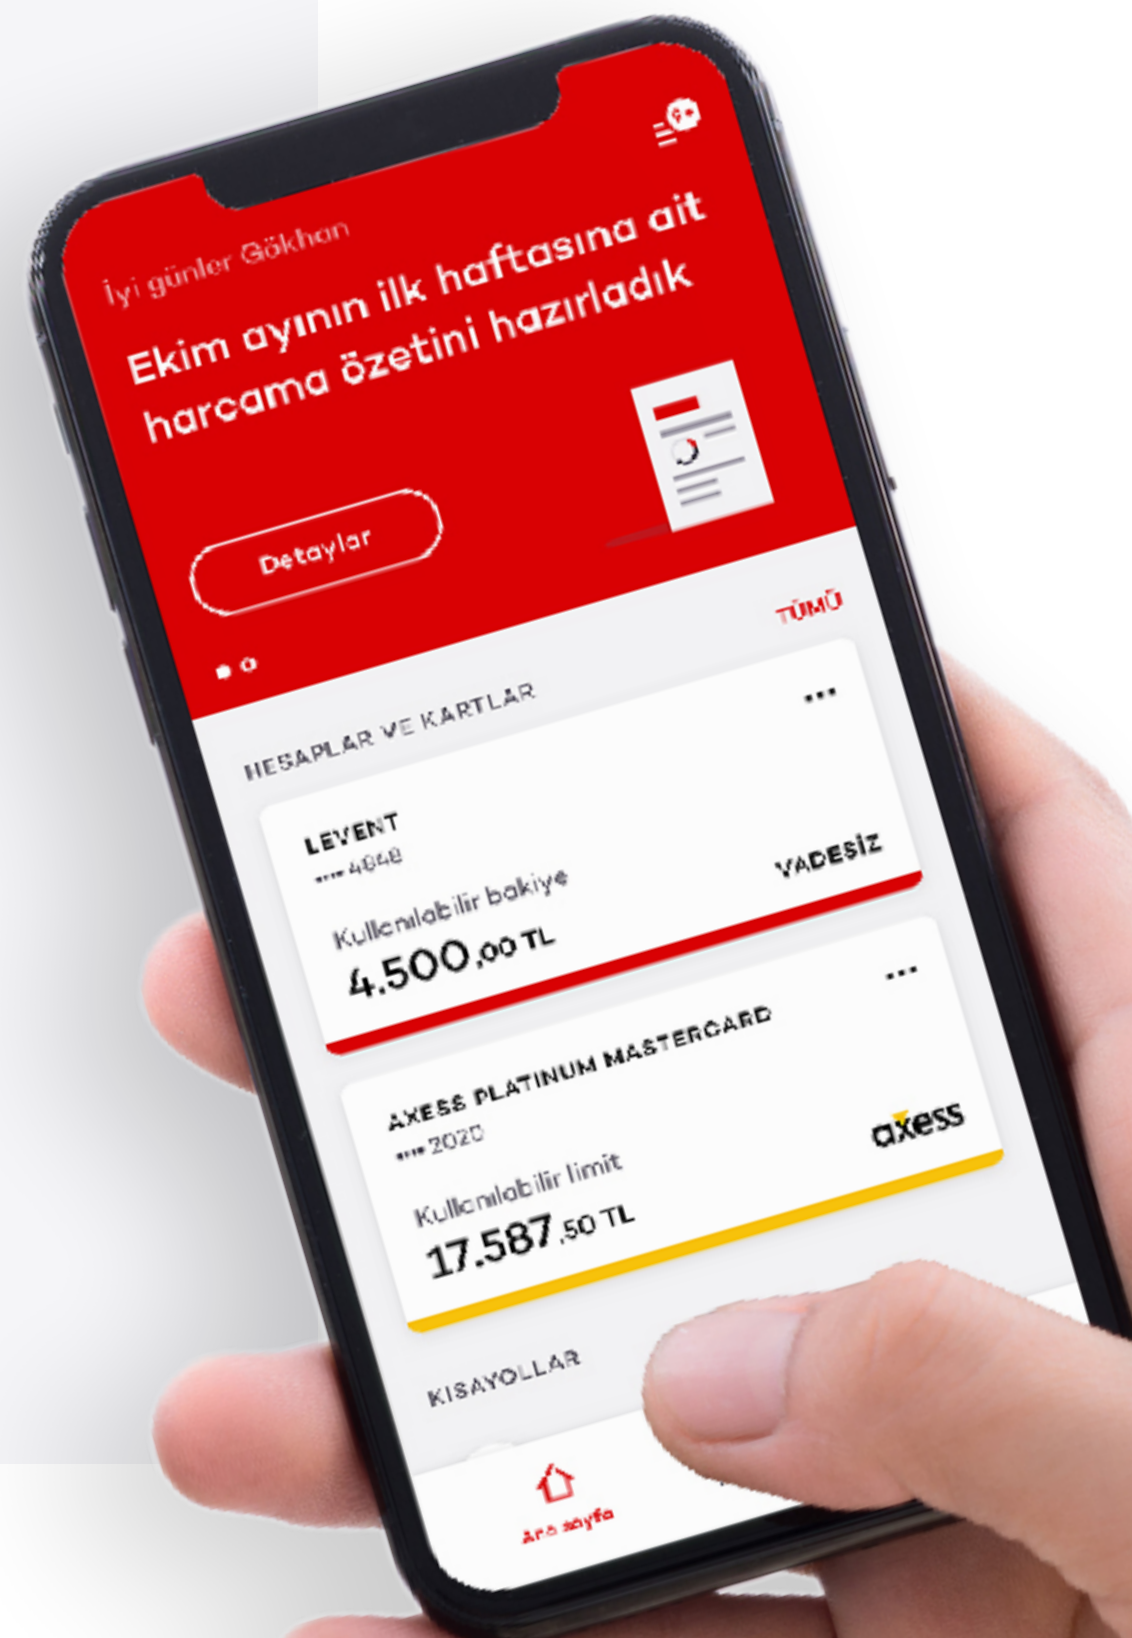 İyi günler Gökhan
Ekim ayının ilk haftasına ait
harcama özetini hazırladık
Detaylar
TÜMÜ
HESAPLAR VE KARTLAR
LEVENT
4848
Kullanılabilir bakiye
4.500,00 TL
VADESİZ
AXESS PLATINUM MASTERCARD
2020
Kullanılabilir limit
17.587,50 TL
axess
KISAYOLLAR
Ana sayfa